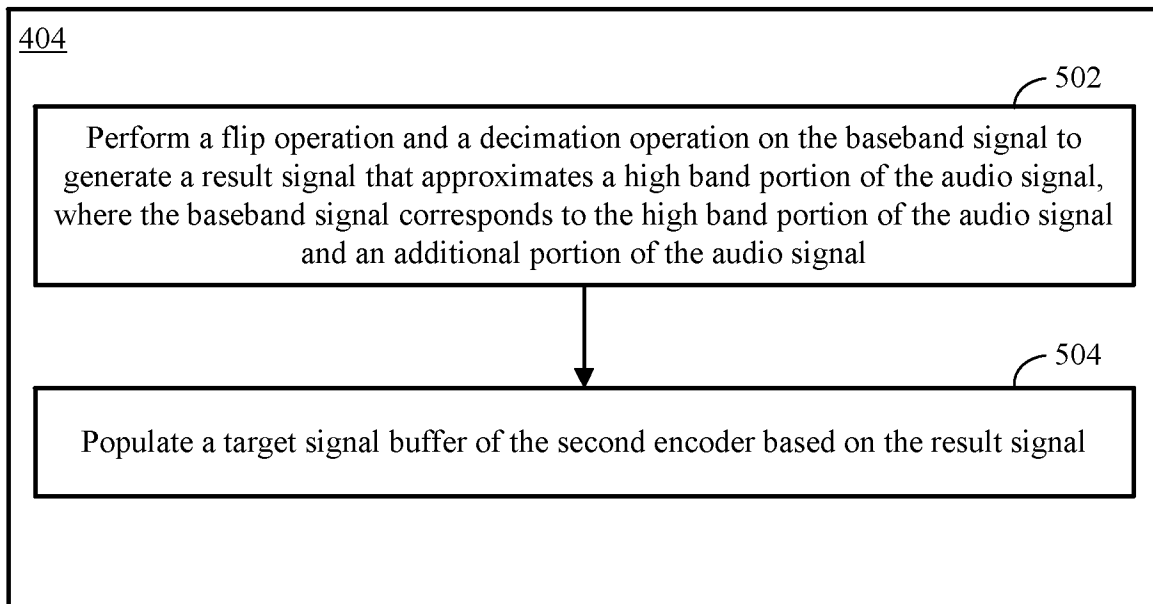 404
502
Perform a flip operation and a decimation operation on the baseband signal to
generate a result signal that approximates a high band portion of the audio signal,
where the baseband signal corresponds to the high band portion of the audio signal
and an additional portion of the audio signal
504
Populate a target signal buffer of the second encoder based on the result signal